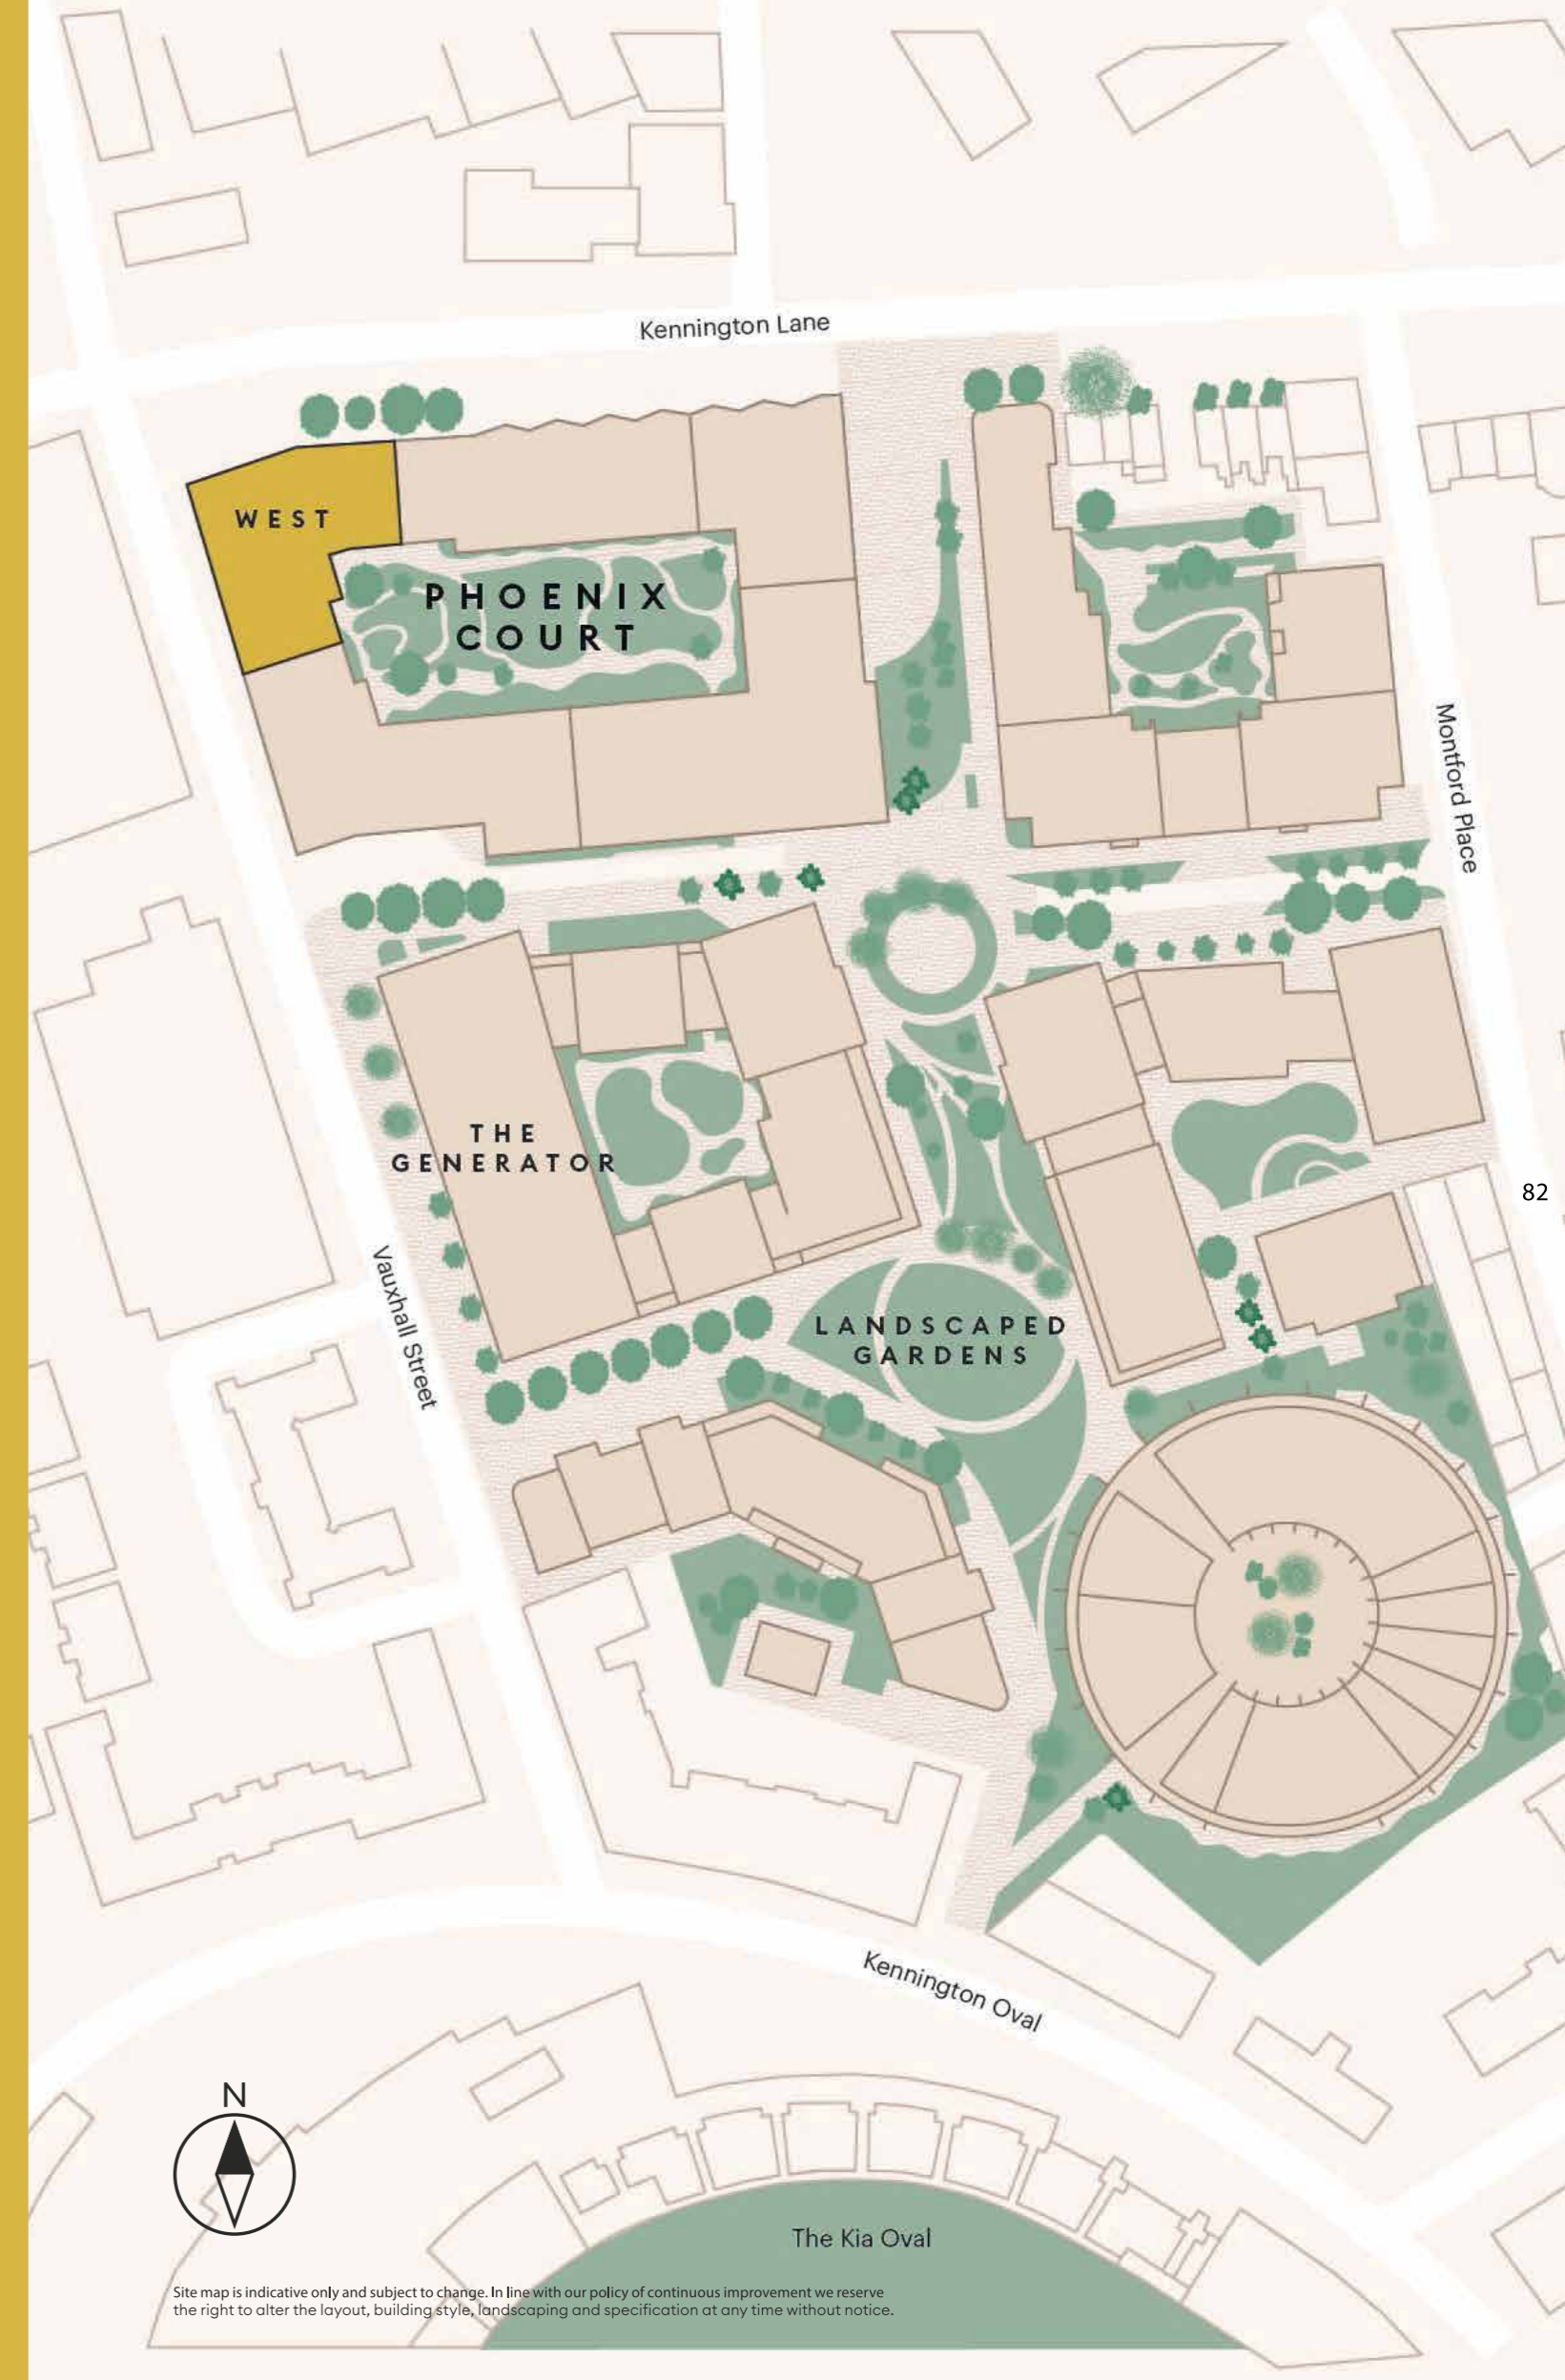 Kennington Lane
WEST
PHOENIX
COURT
Montford Place
THE
GENERATOR
82
Vauxhall Street
LANDSCAPED
GARDENS
Kennington Oval
N
The Kia Oval
Site map is indicative only and subject to change. In line with our policy of continuous improvement we reserve
the right to alter the layout, building style, landscaping and specification at any time without notice.